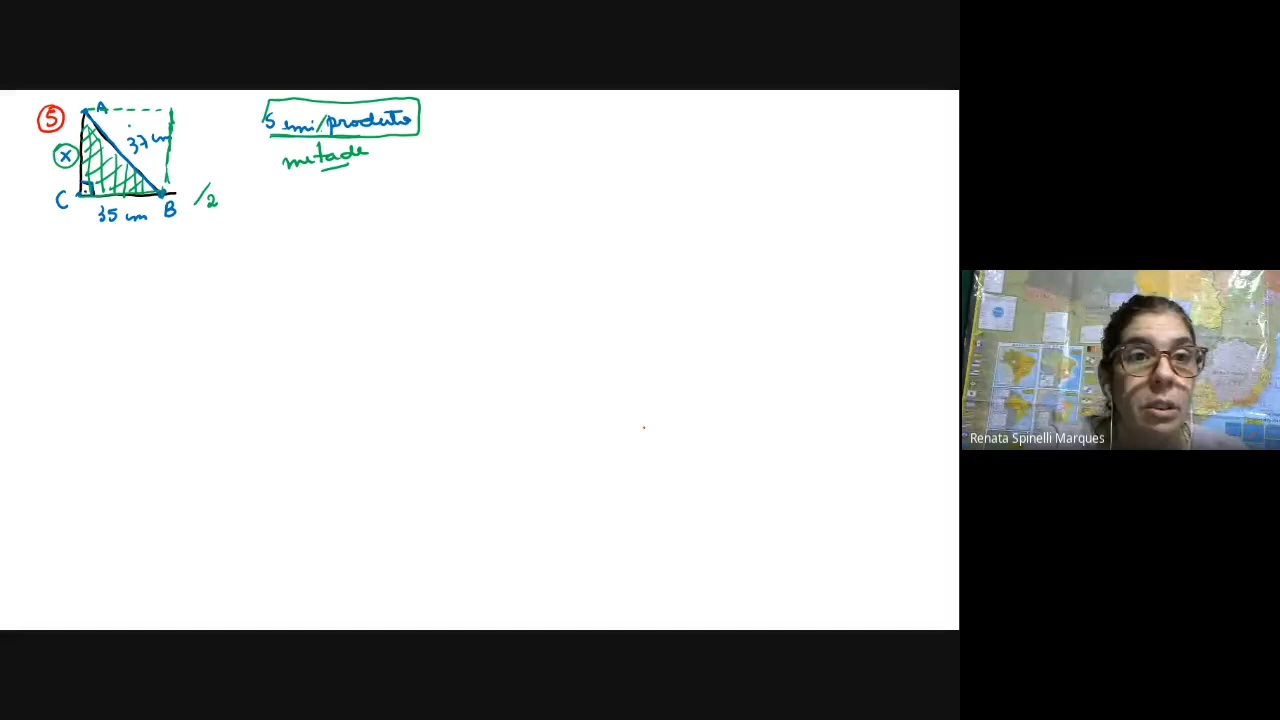 5
A
37 cm
x
C
B
35 cm
/2
Semi/produto
metade
Renata Spinelli Marques